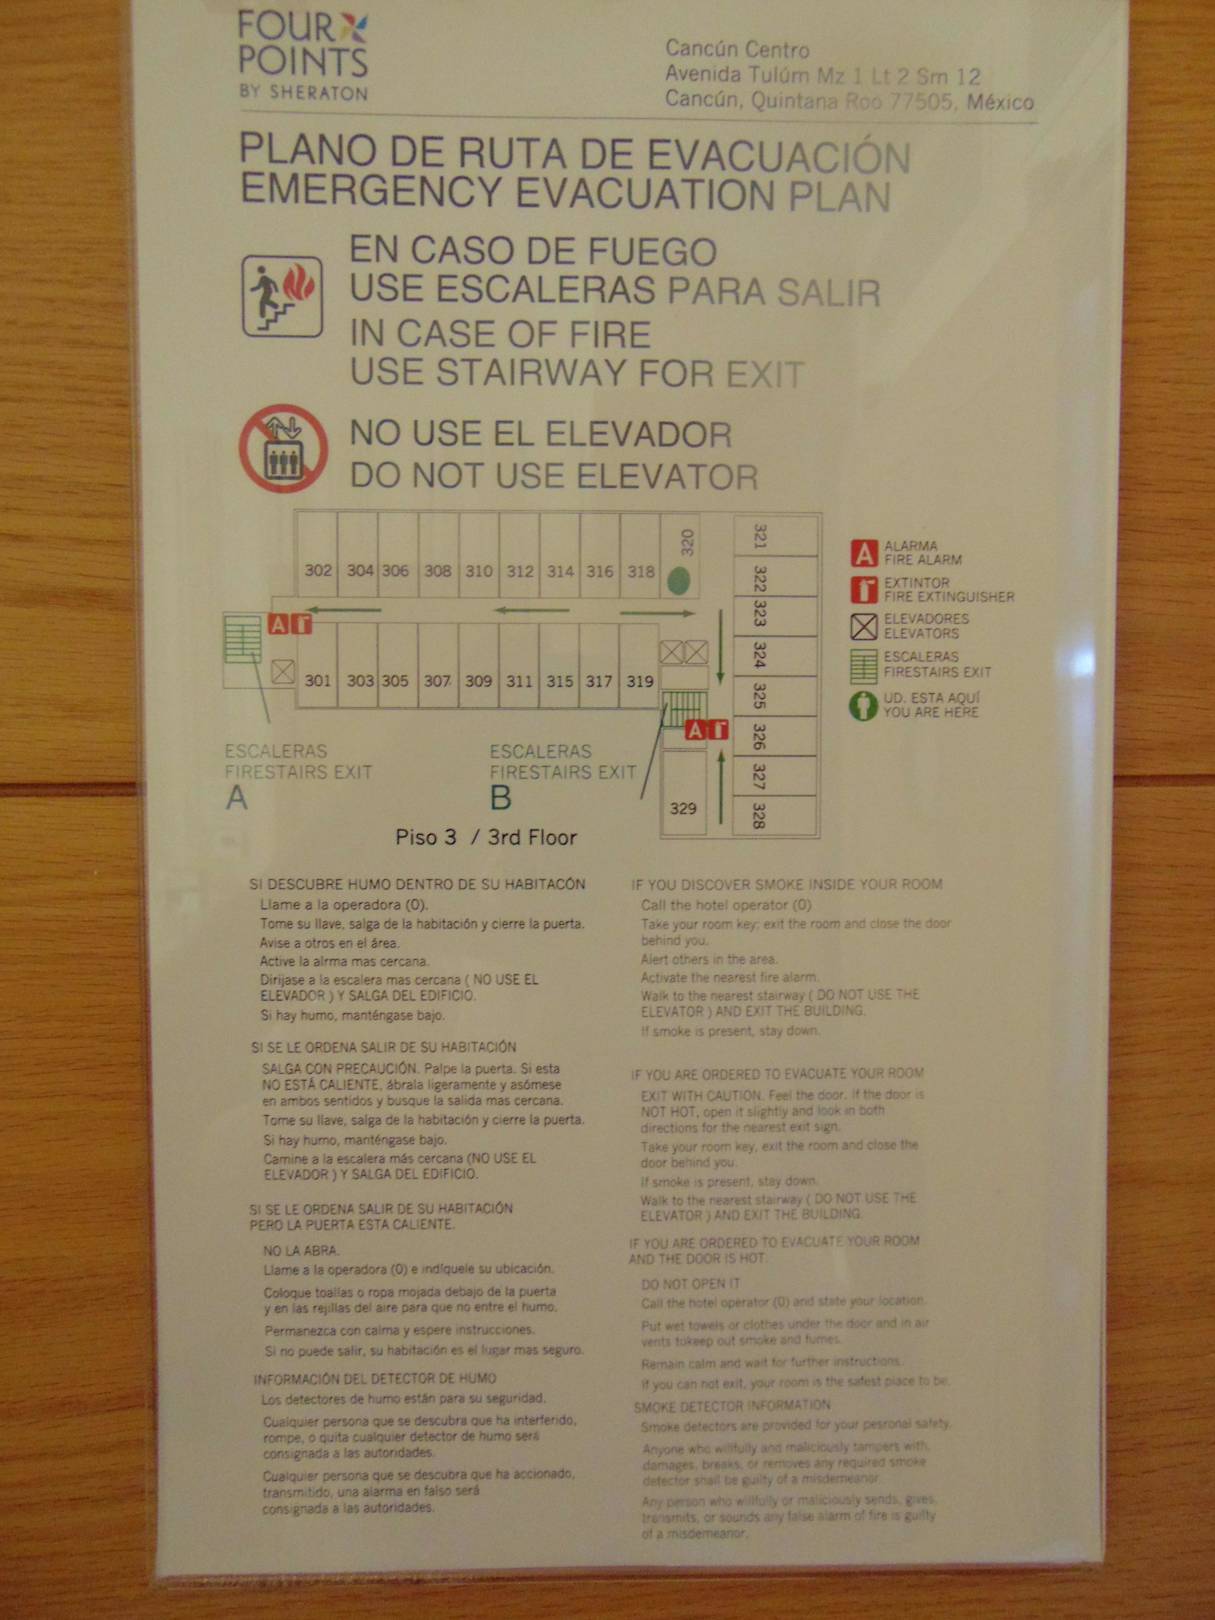 FOUR
POINTS
BY SHERATON
Cancún Centro
Avenida Tulúm Mz 1 Lt 2 Sm 12
Cancún, Quintana Roo 77505, México
PLANO DE RUTA DE EVACUACIÓN
EMERGENCY EVACUATION PLAN
EN CASO DE FUEGO
USE ESCALERAS PARA SALIR
IN CASE OF FIRE
USE STAIRWAY FOR EXIT
NO USE EL ELEVADOR
DO NOT USE ELEVATOR
302 304 306 308 310 312 314 316 318 320
321
322
323
324
325
326
327
328
301 303 305 307 309 311 315 317 319
329
A
A
A ALARMA
FIRE ALARM
EXTINTOR
FIRE EXTINGUISHER
ELEVADORES
ELEVATORS
ESCALERAS
FIRESTAIRS EXIT
UD. ESTA AQUÍ
YOU ARE HERE
ESCALERAS
FIRESTAIRS EXIT
A
ESCALERAS
FIRESTAIRS EXIT
B
Piso 3 / 3rd Floor
SI DESCUBRE HUMO DENTRO DE SU HABITACÓN
Llame a la operadora (0).
Tome su llave, salga de la habitación y cierre la puerta.
Avise a otros en el área.
Active la alrma mas cercana.
Dirijase a la escalera mas cercana ( NO USE EL
ELEVADOR ) Y SALGA DEL EDIFICIO.
Si hay humo, manténgase bajo.
SI SE LE ORDENA SALIR DE SU HABITACIÓN
SALGA CON PRECAUCIÓN. Palpe la puerta. Si esta
NO ESTÁ CALIENTE, ábrala ligeramente y asómese
en ambos sentidos y busque la salida mas cercana.
Tome su llave, salga de la habitación y cierre la puerta.
Si hay humo, manténgase bajo.
Camine a la escalera más cercana (NO USE EL
ELEVADOR ) Y SALGA DEL EDIFICIO.
SI SE LE ORDENA SALIR DE SU HABITACIÓN
PERO LA PUERTA ESTA CALIENTE.
NO LA ABRA.
Llame a la operadora (0) e indíquele su ubicación.
Coloque toallas o ropa mojada debajo de la puerta
y en las rejillas del aire para que no entre el humo.
Permanezca con calma y espere instrucciones.
Si no puede salir, su habitación es el lugar mas seguro.
INFORMACIÓN DEL DETECTOR DE HUMO
Los detectores de humo están para su seguridad.
Cualquier persona que se descubra que ha interferido,
rompe, o quita cualquier detector de humo será
consignada a las autoridades.
Cualquier persona que se descubra que ha accionado,
transmitido, una alarma en falso será
consignada a las autoridades.
IF YOU DISCOVER SMOKE INSIDE YOUR ROOM
Call the hotel operator (0)
Take your room key; exit the room and close the door
behind you.
Alert others in the area.
Activate the nearest fire alarm.
Walk to the nearest stairway ( DO NOT USE THE
ELEVATOR ) AND EXIT THE BUILDING.
If smoke is present, stay down.
IF YOU ARE ORDERED TO EVACUATE YOUR ROOM
EXIT WITH CAUTION. Feel the door. If the door is
NOT HOT, open it slightly and look in both
directions for the nearest exit sign.
Take your room key, exit the room and close the
door behind you.
If smoke is present, stay down.
Walk to the nearest stairway ( DO NOT USE THE
ELEVATOR ) AND EXIT THE BUILDING.
IF YOU ARE ORDERED TO EVACUATE YOUR ROOM
AND THE DOOR IS HOT.
DO NOT OPEN IT
Call the hotel operator (0) and state your location.
Put wet towels or clothes under the door and in air
vents tokeep out smoke and fumes.
Remain calm and wait for further instructions.
If you can not exit, your room is the safest place to be.
SMOKE DETECTOR INFORMATION
Smoke detectors are provided for your pesronal safety.
Anyone who willfully and maliciously tampers with,
damages, breaks, or removes any required smoke
detector shall be guilty of a misdemeanor.
Any person who willfully or maliciously sends, gives,
transmits, or sounds any false alarm of fire is guilty
of a misdemeanor.